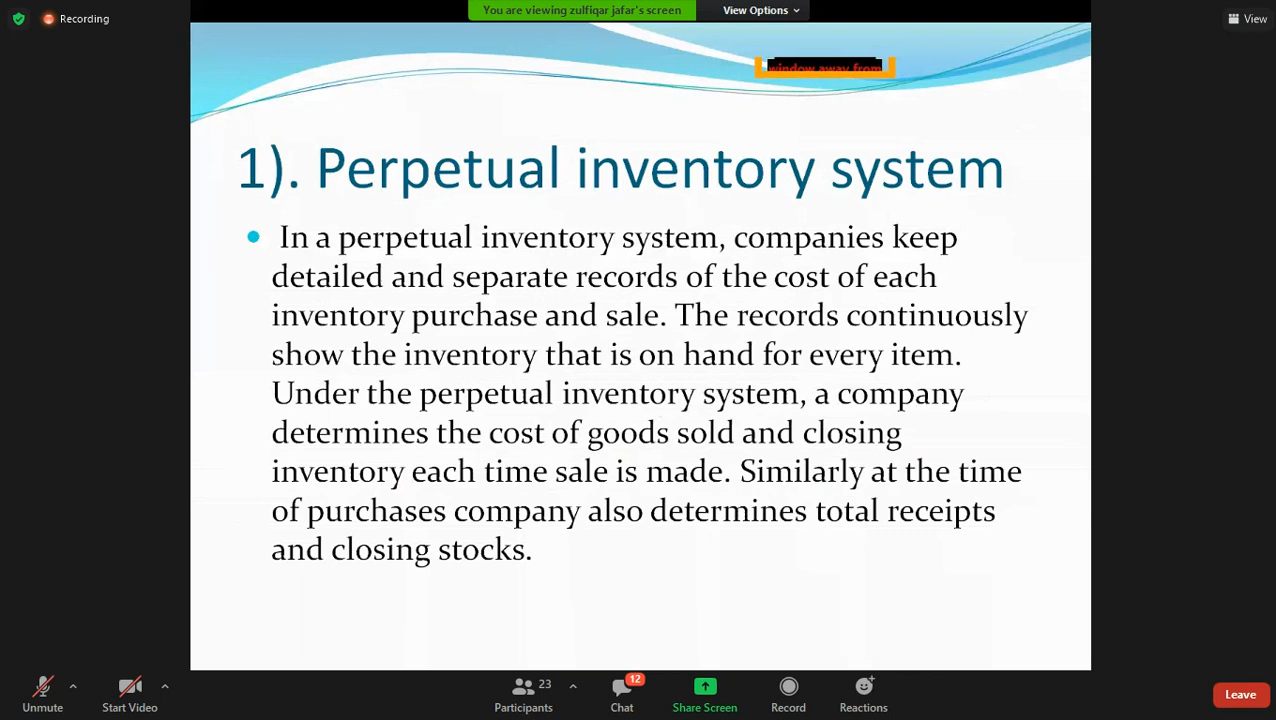 You are viewing zulfiqar jafar's screen
View Options
Recording
View
window away from
1). Perpetual inventory system
In a perpetual inventory system, companies keep
detailed and separate records of the cost of each
inventory purchase and sale. The records continuously
show the inventory that is on hand for every item.
Under the perpetual inventory system, a company
determines the cost of goods sold and closing
inventory each time sale is made. Similarly at the time
of purchases company also determines total receipts
and closing stocks.
Unmute
Start Video
23
Participants
12
Chat
Share Screen
Record
Reactions
Leave